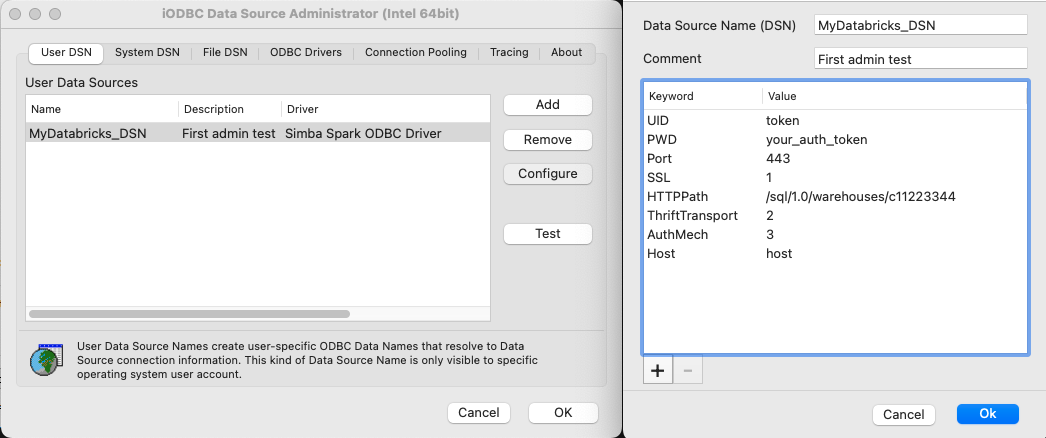 iODBC Data Source Administrator (Intel 64bit)
User DSN System DSN File DSN ODBC Drivers Connection Pooling Tracing About
User Data Sources
Name Description Driver
MyDatabricks_DSN First admin test Simba Spark ODBC Driver
Add
Remove
Configure
Test
User Data Source Names create user-specific ODBC Data Names that resolve to Data
Source connection information. This kind of Data Source Name is only visible to specific
operating system user account.
Cancel OK
Data Source Name (DSN) MyDatabricks_DSN
Comment First admin test
Keyword Value
UID token
PWD your_auth_token
Port 443
SSL 1
HTTPPath /sql/1.0/warehouses/c11223344
ThriftTransport 2
AuthMech 3
Host host
+ −
Cancel Ok